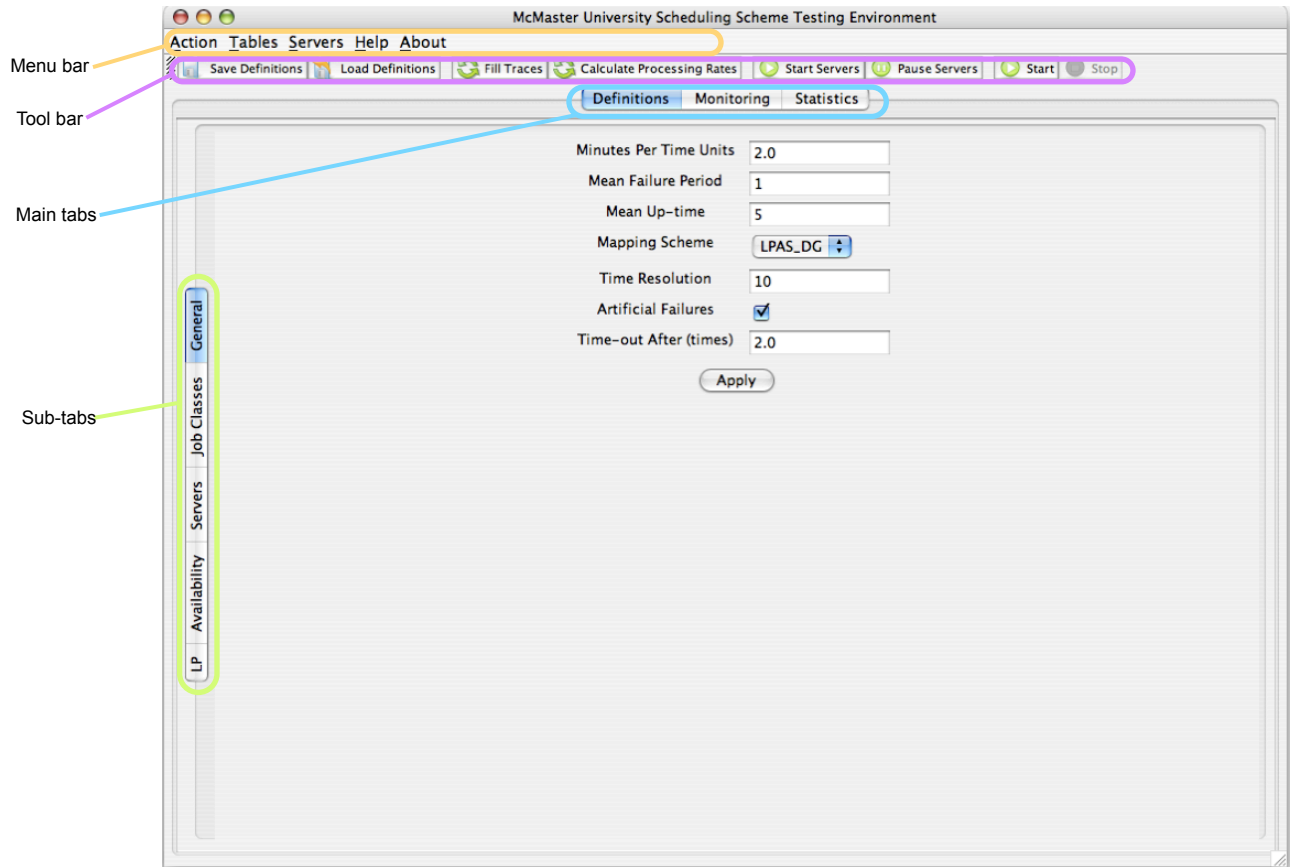 McMaster University Scheduling Scheme Testing Environment
Action Tables Servers Help About
Menu bar
Save Definitions Load Definitions Fill Traces Calculate Processing Rates Start Servers Pause Servers Start Stop
Tool bar
Definitions Monitoring Statistics
Main tabs
Minutes Per Time Units 2.0
Mean Failure Period 1
Mean Up-time 5
Mapping Scheme LPAS_DG
Time Resolution 10
Artificial Failures
Time-out After (times) 2.0
Apply
Sub-tabs
General
Job Classes
Servers
Availability
LP